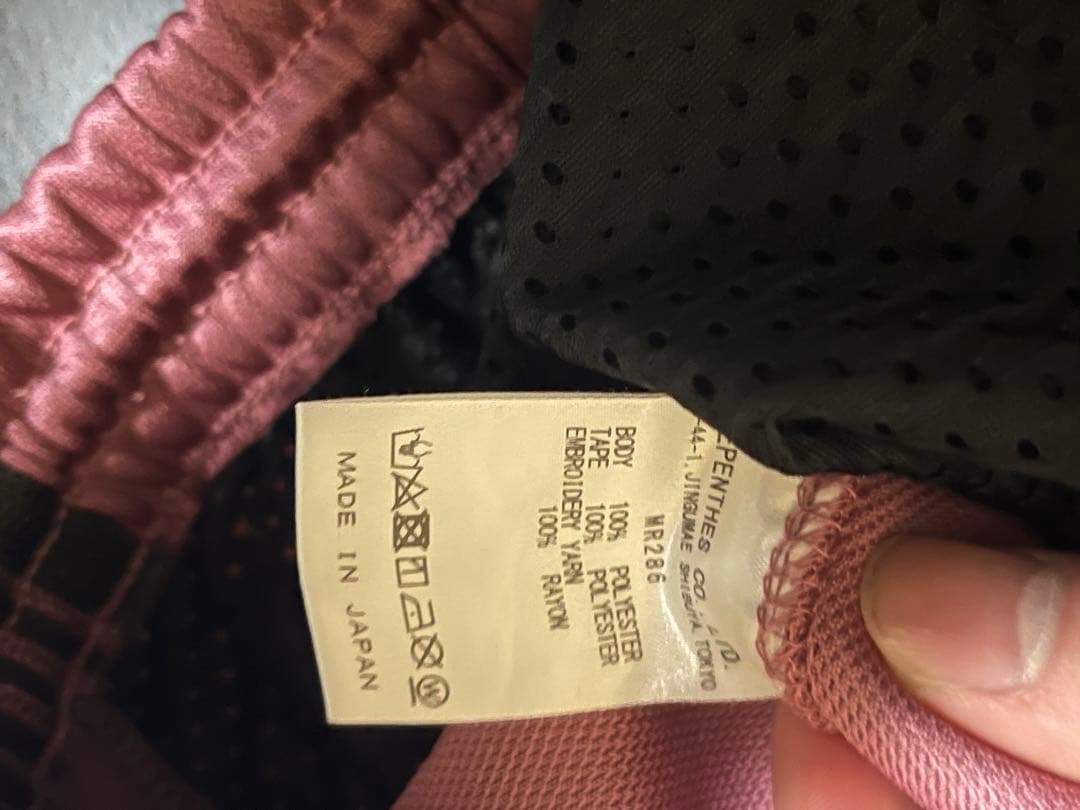 EPENTHES CO., LTD.
-44-1, JINGUMAE SHIBUYA, TOKYO
MR286
BODY 100% POLYESTER
TAPE 100% POLYESTER
EMBROIDERY YARN
100% RAYON
MADE IN JAPAN